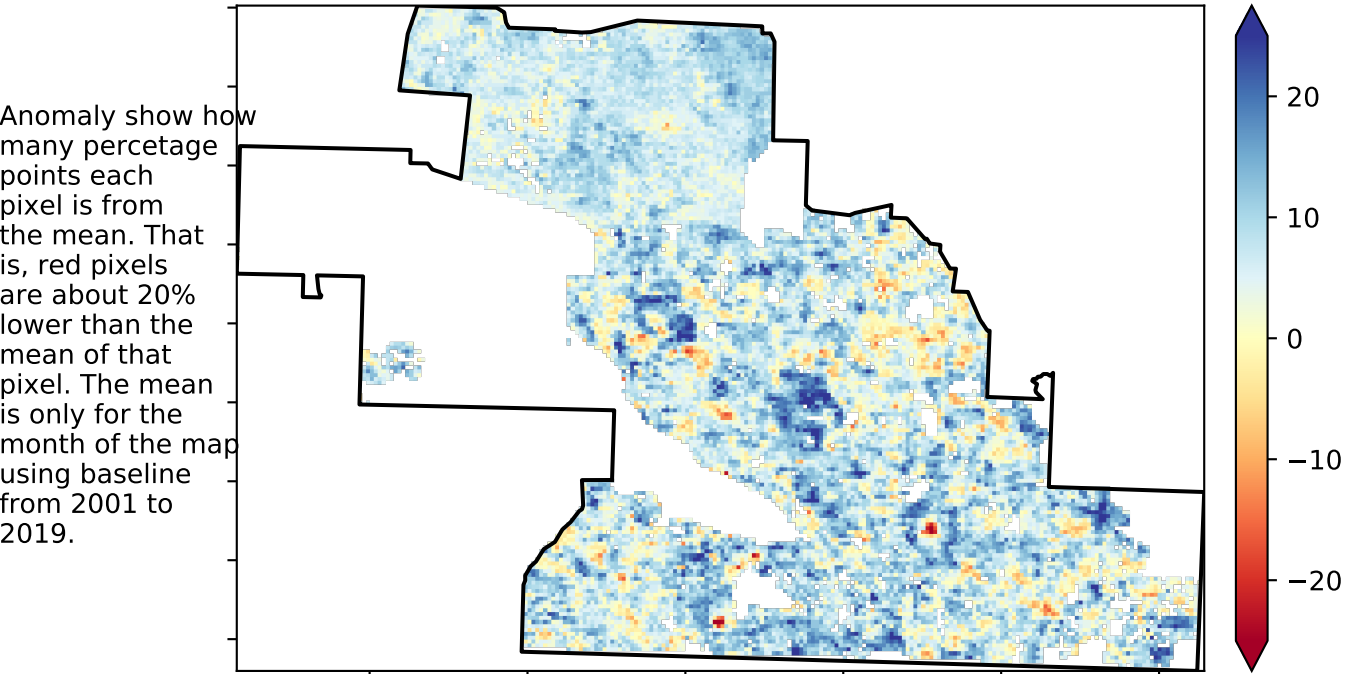 Anomaly show how
many percetage
points each
pixel is from
the mean. That
is, red pixels
are about 20%
lower than the
mean of that
pixel. The mean
is only for the
month of the map
using baseline
from 2001 to
2019.
20
10
0
−10
−20